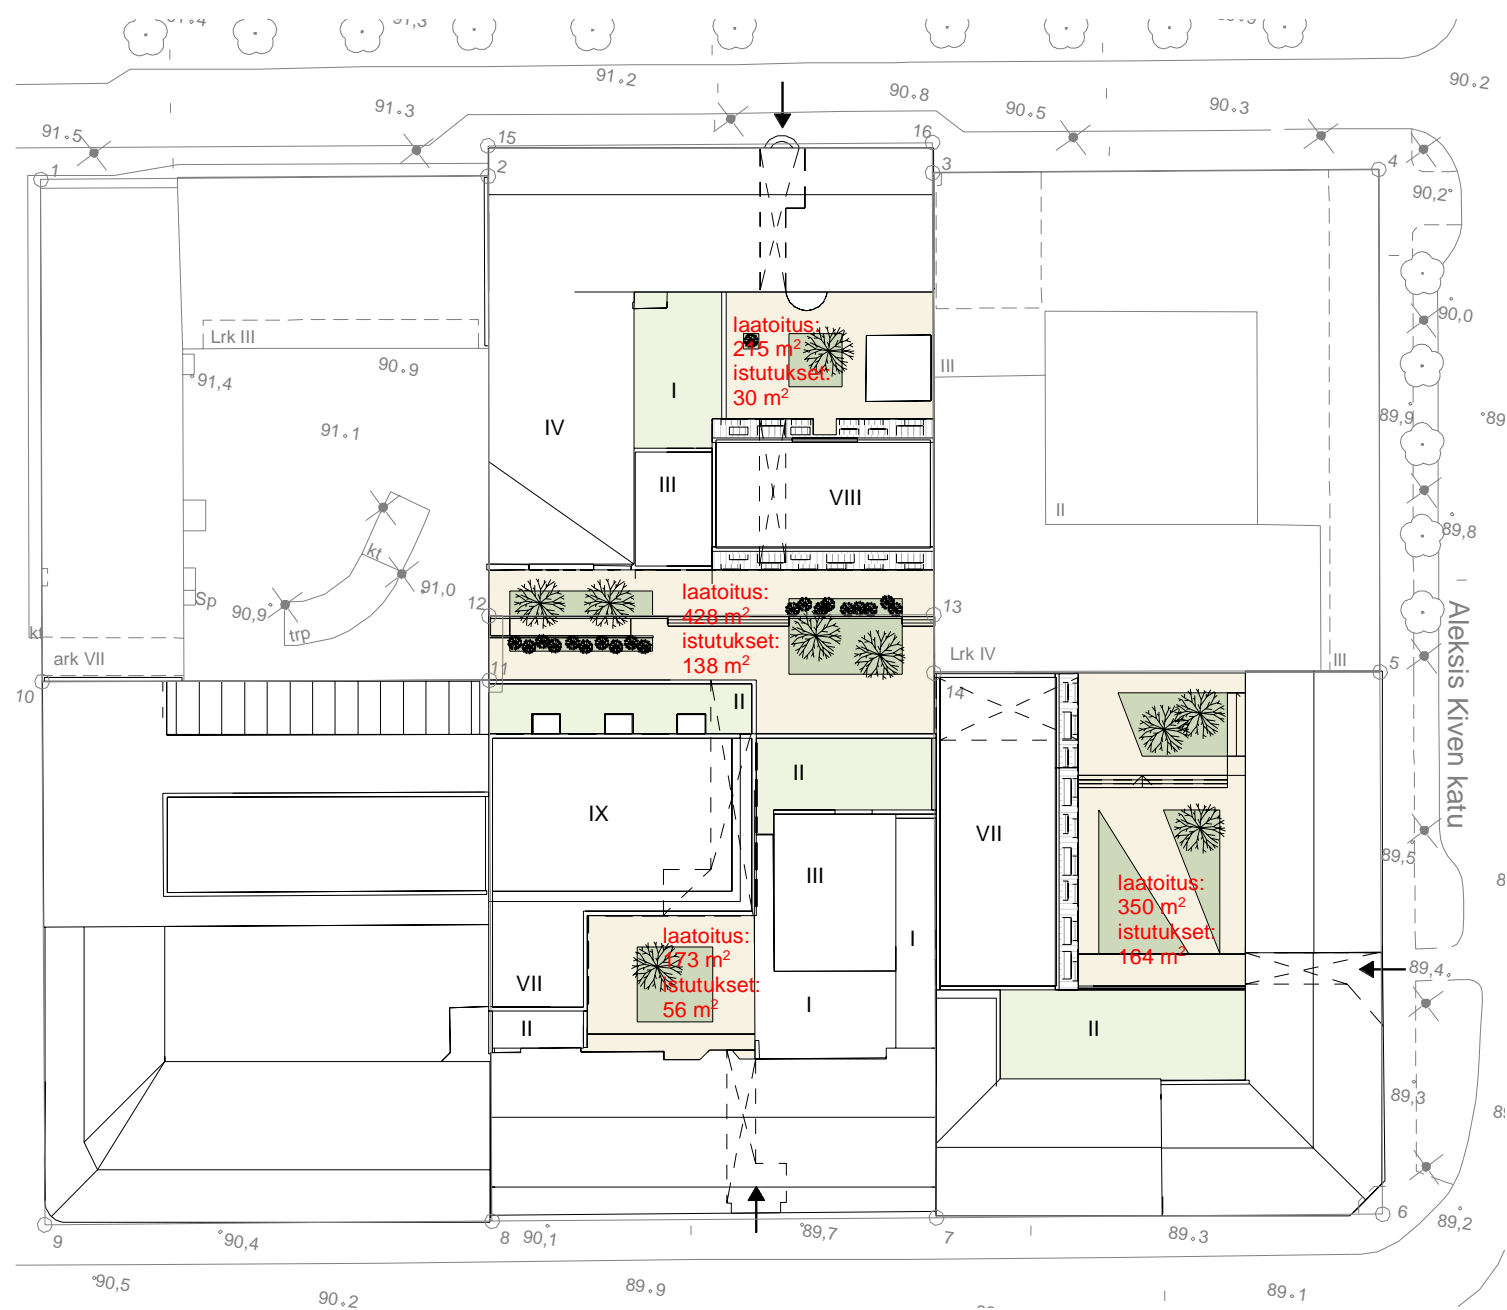 91.3
91.2
90.8
90.2
91.3
90.5
90.3
91.5
15
16
1
2
3
4
90,2
90,0
Lrk III
90.9
91,4
laatoitus:
215 m²
istutukset:
30 m²
I
III
89,9
89
91.1
IV
III
VIII
II
89,8
kt
91,0
Sp
90,9
trp
12
13
laatoitus:
428 m²
istutukset:
138 m²
kt
ark VII
Lrk IV
III
5
10
11
14
II
Aleksis Kiven katu
II
IX
VII
89,5
III
laatoitus:
350 m²
istutukset:
164 m²
I
laatoitus:
173 m²
istutukset:
56 m²
89,4
VII
I
II
II
89,3
6
89,2
9
90,4
8
90,1
89,7
7
89.3
90,5
90.2
89.9
89.1